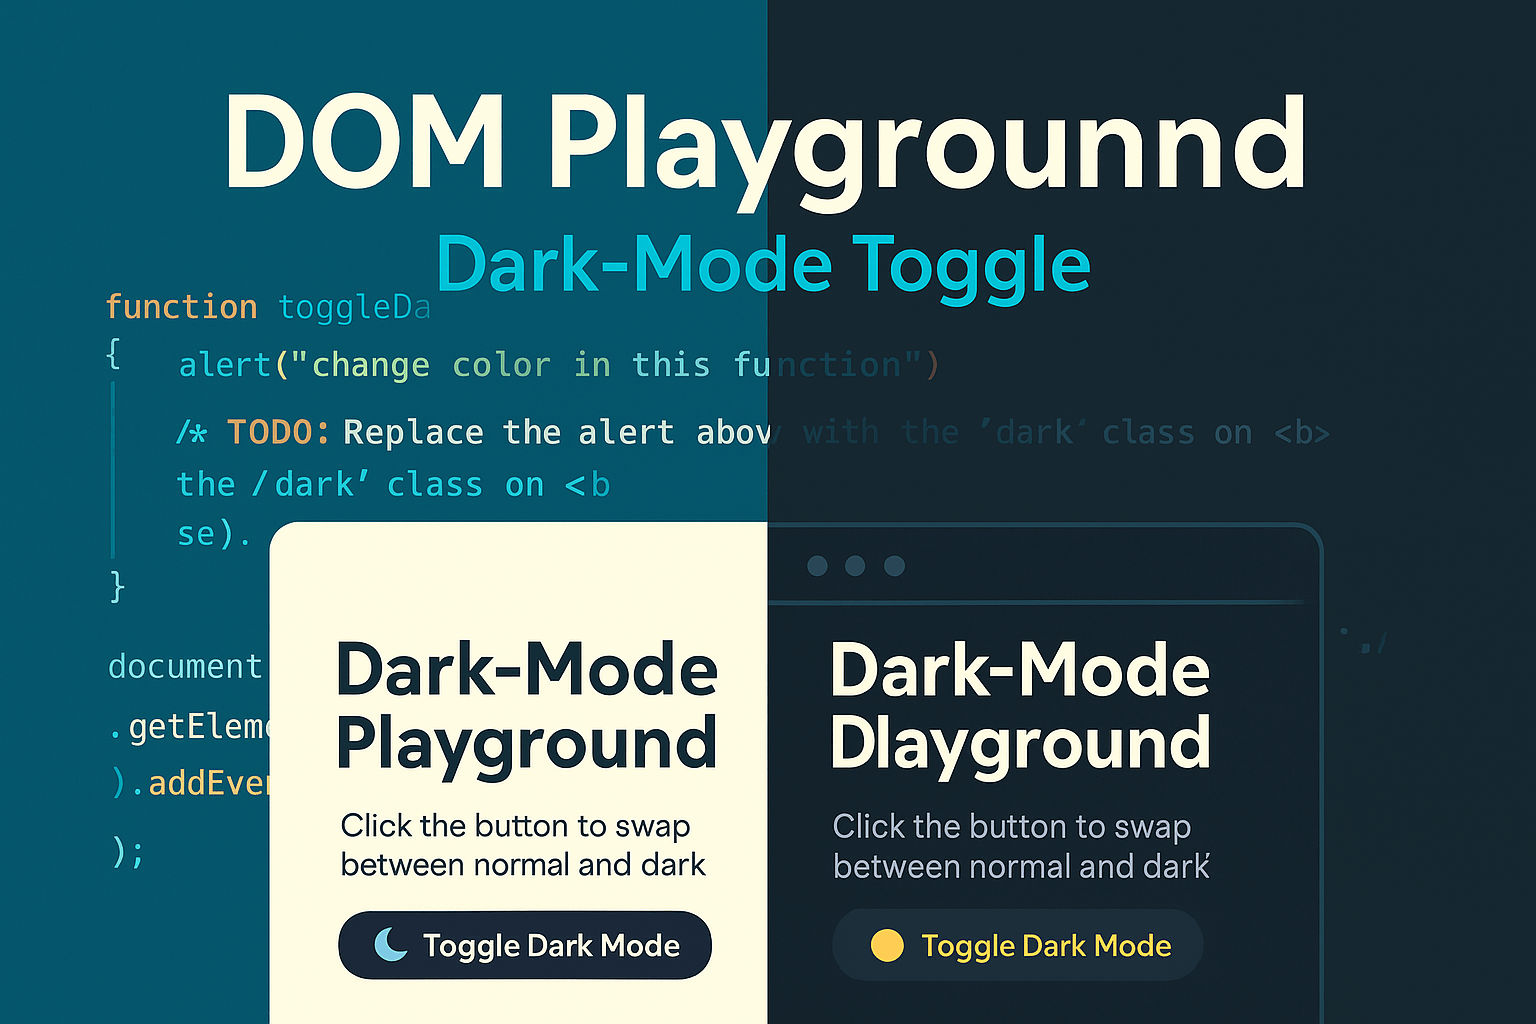 DOM Playgrounnd
Dark-Mode Toggle
function toggleDa
{
alert("change color in this function")
/* TODO: Replace the alert abov with the 'dark' class on <b>
the /dark’ class on <b
se).
}
document
.getEleme
).addEven
);
Dark-Mode
Playground
Click the button to swap
between normal and dark
Toggle Dark Mode
Dark-Mode
Dlayground
Click the button to swap
between normal and dark
Toggle Dark Mode